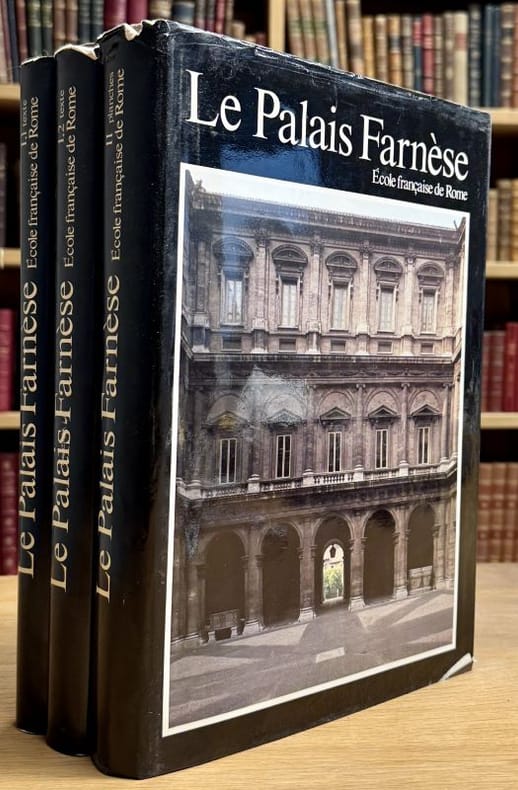 Le Palais Farnèse
École française de Rome
Le Palais Farnèse École française de Rome I.1 texte
Le Palais Farnèse École française de Rome I.2 texte
Le Palais Farnèse École française de Rome II planches